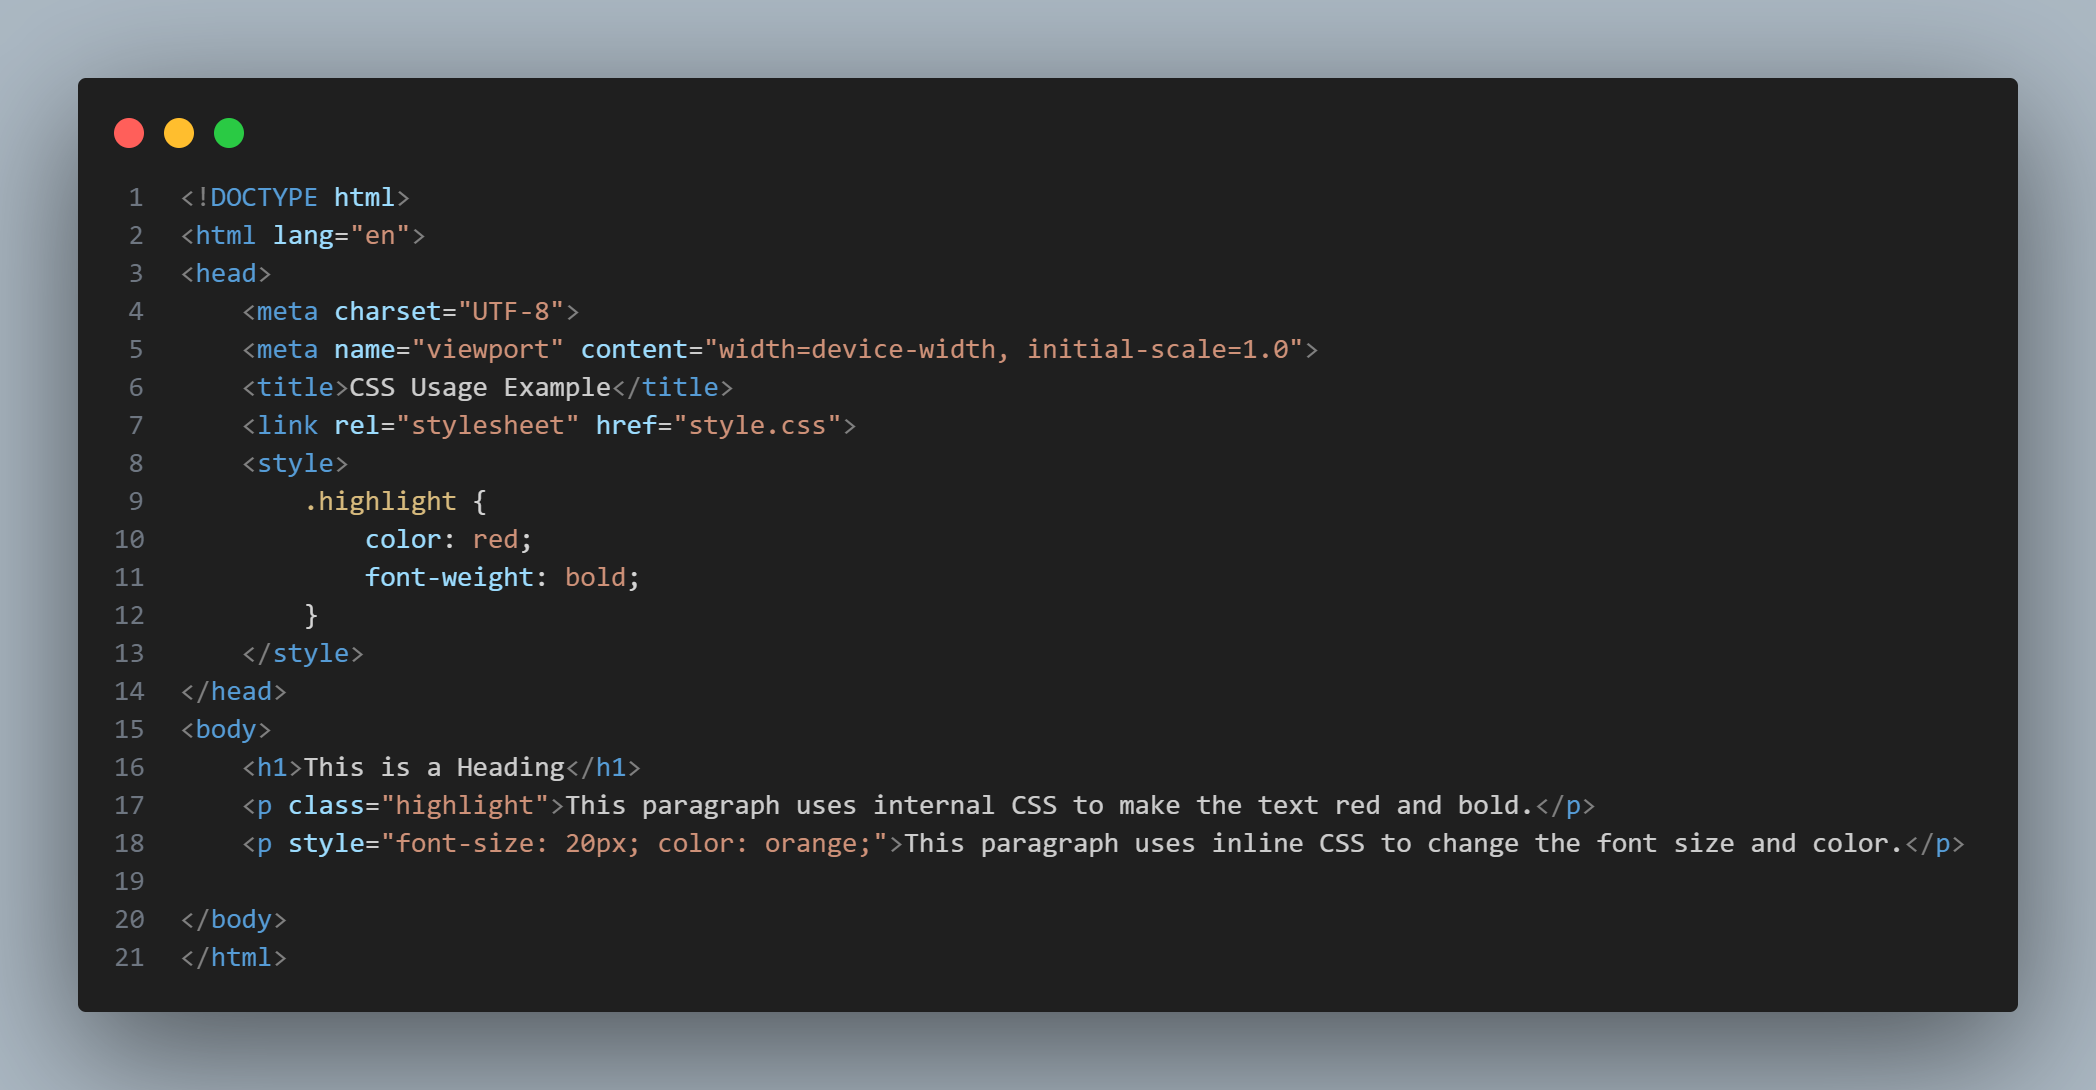 1 <!DOCTYPE html>
2 <html lang="en">
3 <head>
4     <meta charset="UTF-8">
5     <meta name="viewport" content="width=device-width, initial-scale=1.0">
6     <title>CSS Usage Example</title>
7     <link rel="stylesheet" href="style.css">
8     <style>
9         .highlight {
10             color: red;
11             font-weight: bold;
12         }
13     </style>
14 </head>
15 <body>
16     <h1>This is a Heading</h1>
17     <p class="highlight">This paragraph uses internal CSS to make the text red and bold.</p>
18     <p style="font-size: 20px; color: orange;">This paragraph uses inline CSS to change the font size and color.</p>
19
20 </body>
21 </html>